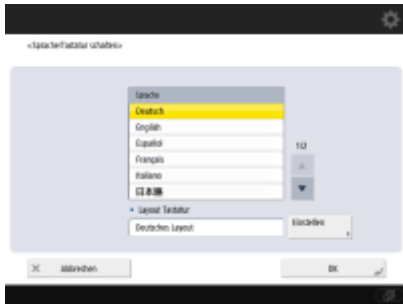 <Sprache/Tastatur schalten>
Sprache
Deutsch
English
Español
Français
Italiano
日本語
1/2
Layout Tastatur
Deutsches Layout
Einstellen
Abbrechen
OK